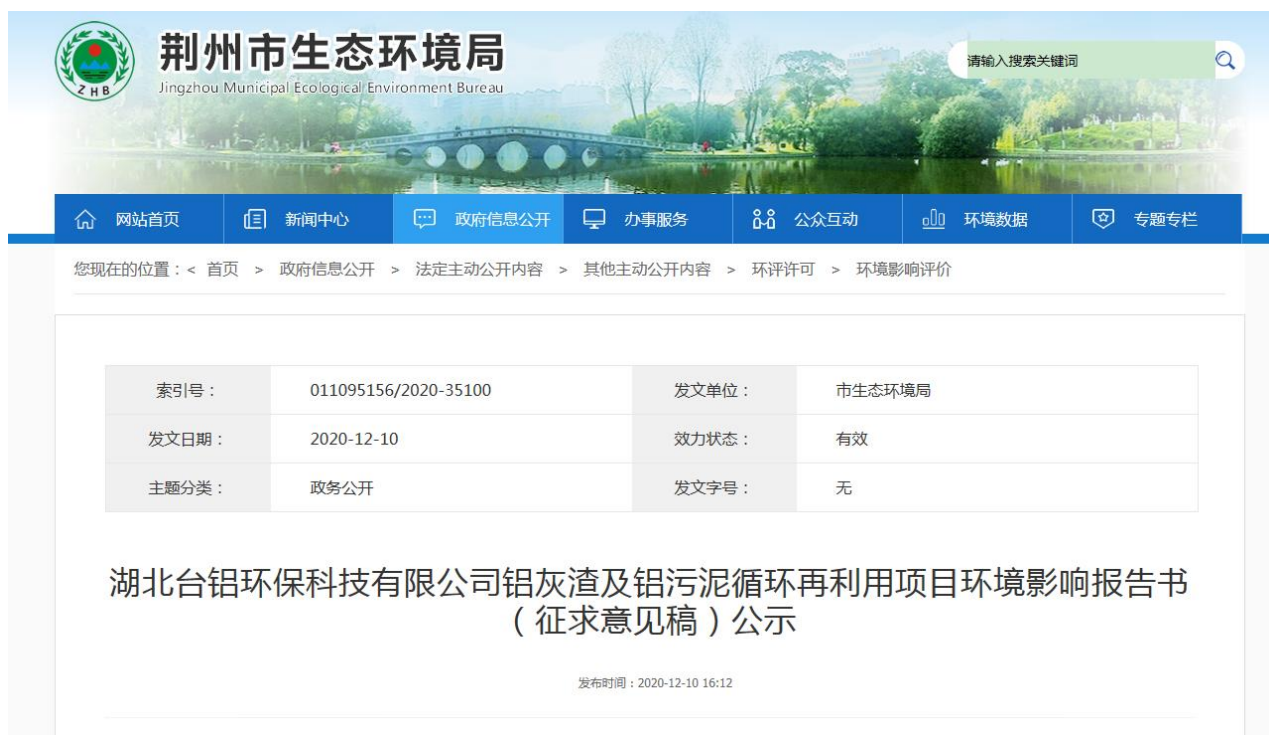 荆州市生态环境局
Jingzhou Municipal Ecological Environment Bureau
ZHB
请输入搜索关键词
网站首页 新闻中心 政府信息公开 办事服务 公众互动 环境数据 专题专栏
您现在的位置：< 首页 > 政府信息公开 > 法定主动公开内容 > 其他主动公开内容 > 环评许可 > 环境影响评价
索引号： 011095156/2020-35100 发文单位： 市生态环境局
发文日期： 2020-12-10 效力状态： 有效
主题分类： 政务公开 发文字号： 无
湖北台铝环保科技有限公司铝灰渣及铝污泥循环再利用项目环境影响报告书
（征求意见稿）公示
发布时间：2020-12-10 16:12